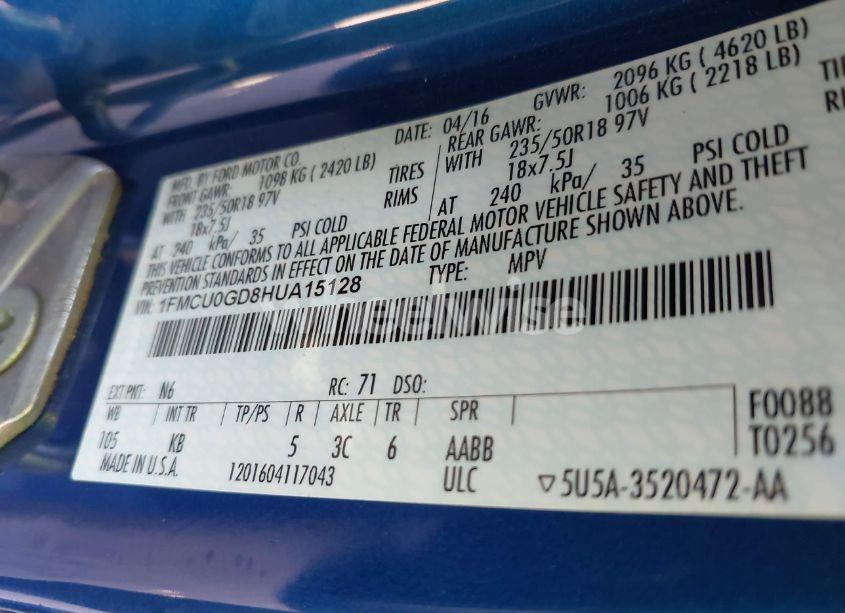 MFD. BY FORD MOTOR CO. DATE: 04/16 GVWR: 2096 KG ( 4620 LB)
FRONT GAWR: 1098 KG ( 2420 LB) REAR GAWR: 1006 KG ( 2218 LB)
WITH 235/50R18 97V TIRES WITH 235/50R18 97V
18x7.5J RIMS 18x7.5J
AT 240 kPa/ 35 PSI COLD AT 240 kPa/ 35 PSI COLD
THIS VEHICLE CONFORMS TO ALL APPLICABLE FEDERAL MOTOR VEHICLE SAFETY AND THEFT
PREVENTION STANDARDS IN EFFECT ON THE DATE OF MANUFACTURE SHOWN ABOVE.
VIN: 1FMCU0GD8HUA15128 TYPE: MPV
EXT PNT: N6 RC: 71 DSO:
WB INT TR TP/PS R AXLE TR SPR
105 KB 5 3C 6 AABB
F0088
T0256
MADE IN U.S.A. 1201604117043 ULC 5U5A-3520472-AA